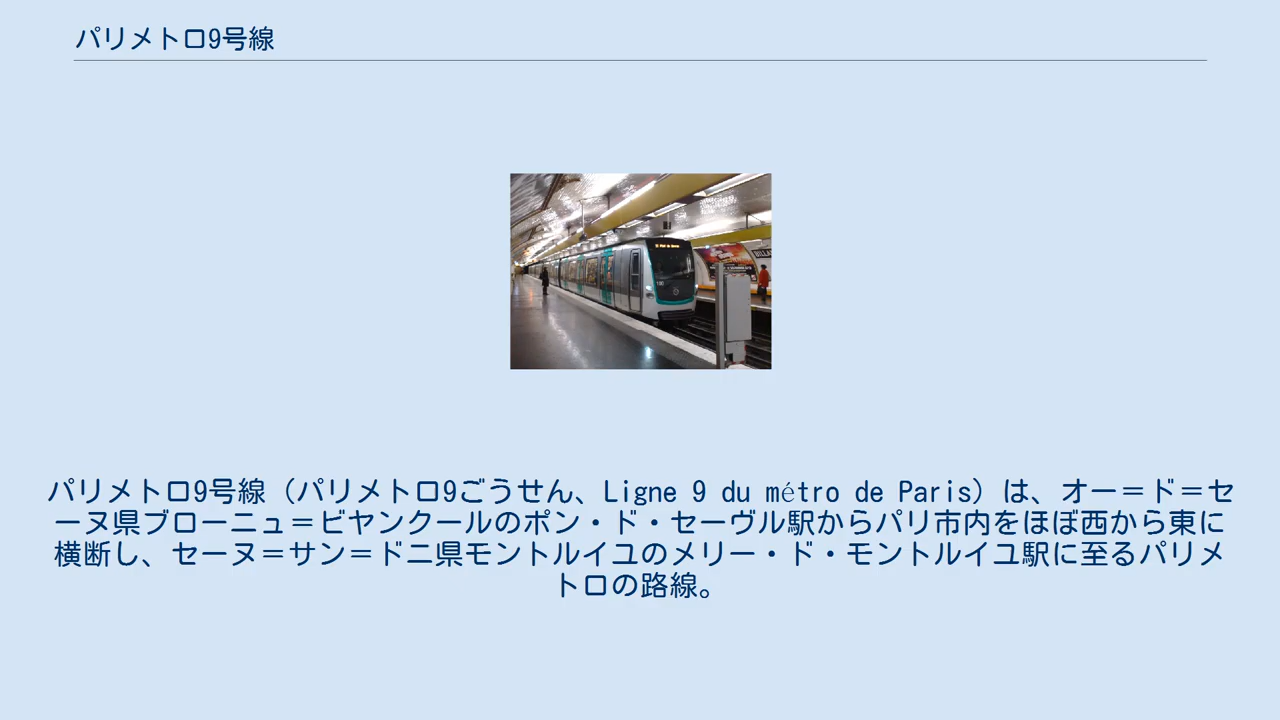 パリメトロ9号線
パリメトロ9号線（パリメトロ9ごうせん、Ligne 9 du métro de Paris）は、オー＝ド＝セ
ーヌ県ブローニュ＝ビヤンクールのポン・ド・セーヴル駅からパリ市内をほぼ西から東に
横断し、セーヌ＝サン＝ドニ県モントルイユのメリー・ド・モントルイユ駅に至るパリメ
トロの路線。